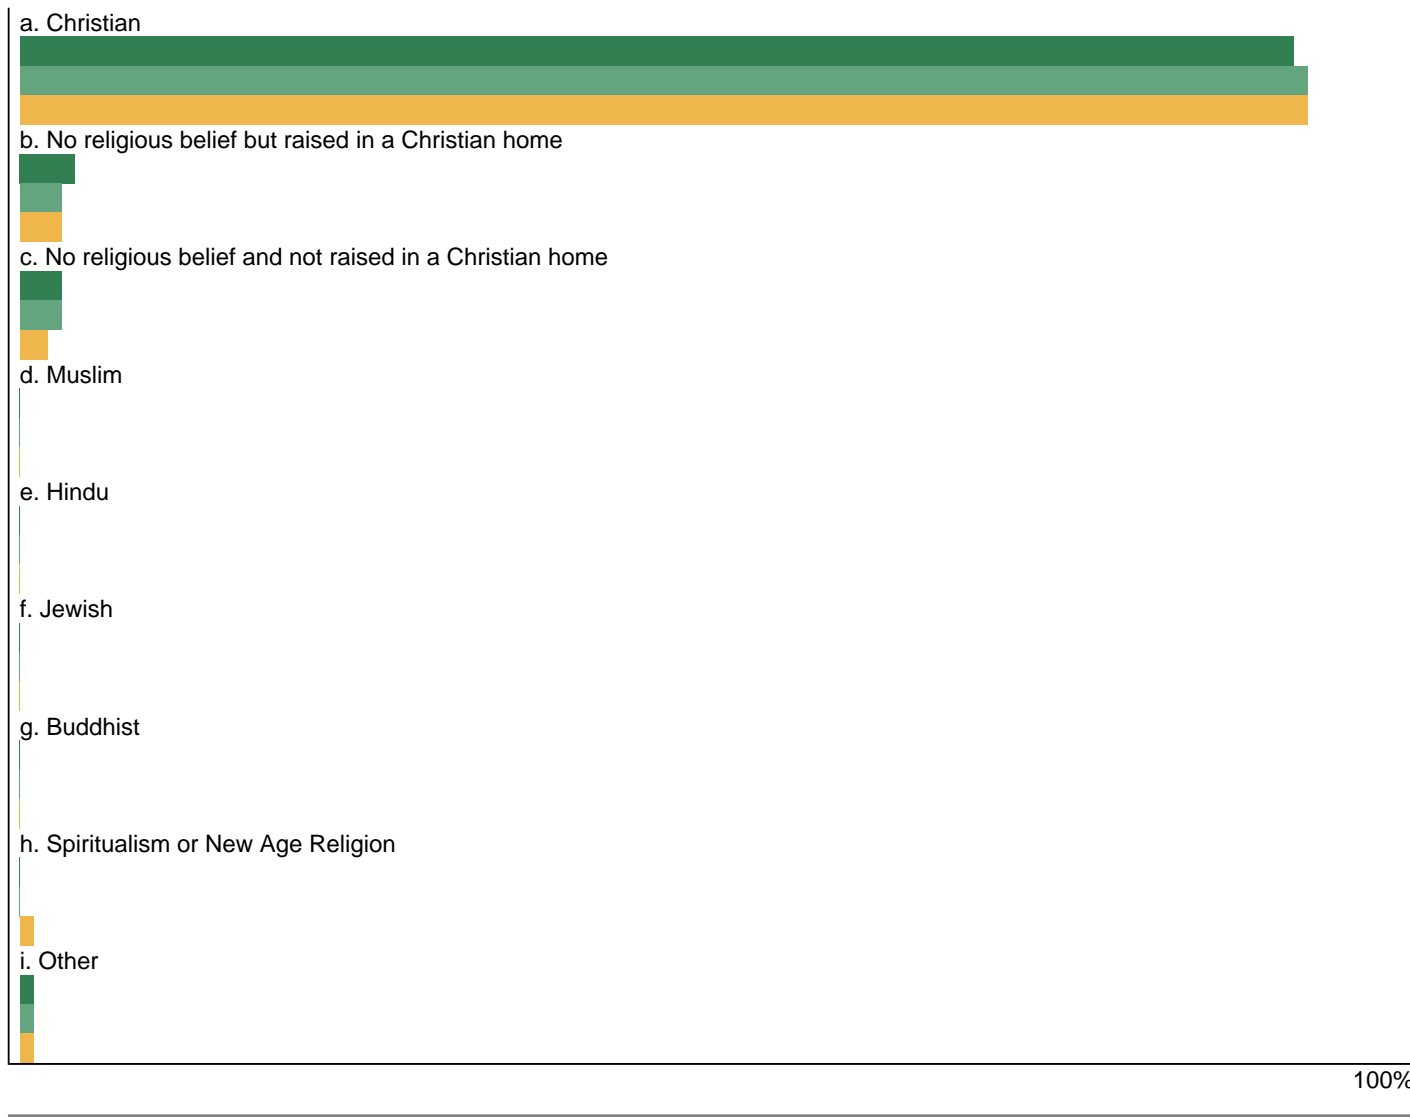 a. Christian
b. No religious belief but raised in a Christian home
c. No religious belief and not raised in a Christian home
d. Muslim
e. Hindu
f. Jewish
g. Buddhist
h. Spiritualism or New Age Religion
i. Other
100%